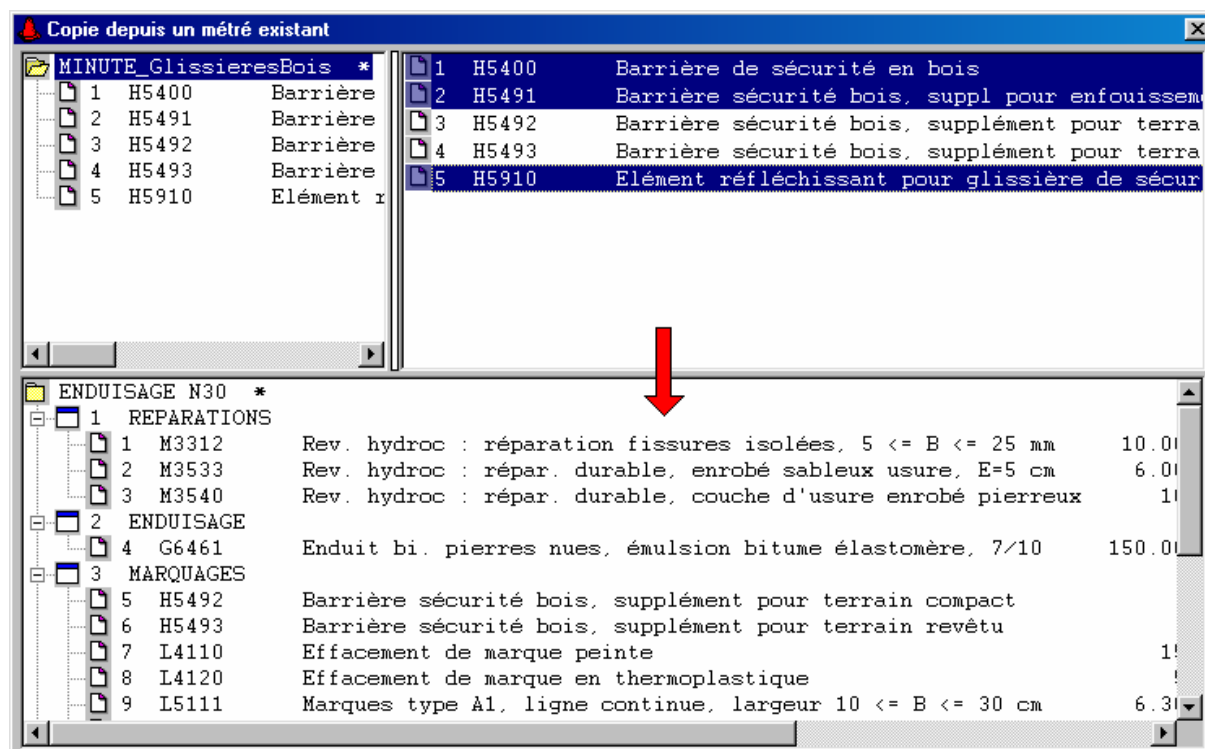 Copie depuis un métré existant
MINUTE_GlissieresBois *
1 H5400 Barrière
2 H5491 Barrière
3 H5492 Barrière
4 H5493 Barrière
5 H5910 Elément r
1 H5400 Barrière de sécurité en bois
2 H5491 Barrière sécurité bois, suppl pour enfouissem
3 H5492 Barrière sécurité bois, supplément pour terra
4 H5493 Barrière sécurité bois, supplément pour terra
5 H5910 Elément réfléchissant pour glissière de sécur
ENDUISAGE N30 *
1 REPARATIONS
1 M3312 Rev. hydroc : réparation fissures isolées, 5 <= B <= 25 mm 10.0
2 M3533 Rev. hydroc : répar. durable, enrobé sableux usure, E=5 cm 6.0
3 M3540 Rev. hydroc : répar. durable, couche d'usure enrobé pierreux 1
2 ENDUISAGE
4 G6461 Enduit bi. pierres nues, émulsion bitume élastomère, 7/10 150.0
3 MARQUAGES
5 H5492 Barrière sécurité bois, supplément pour terrain compact
6 H5493 Barrière sécurité bois, supplément pour terrain revêtu
7 L4110 Effacement de marque peinte 1
8 L4120 Effacement de marque en thermoplastique
9 L5111 Marques type A1, ligne continue, largeur 10 <= B <= 30 cm 6.3